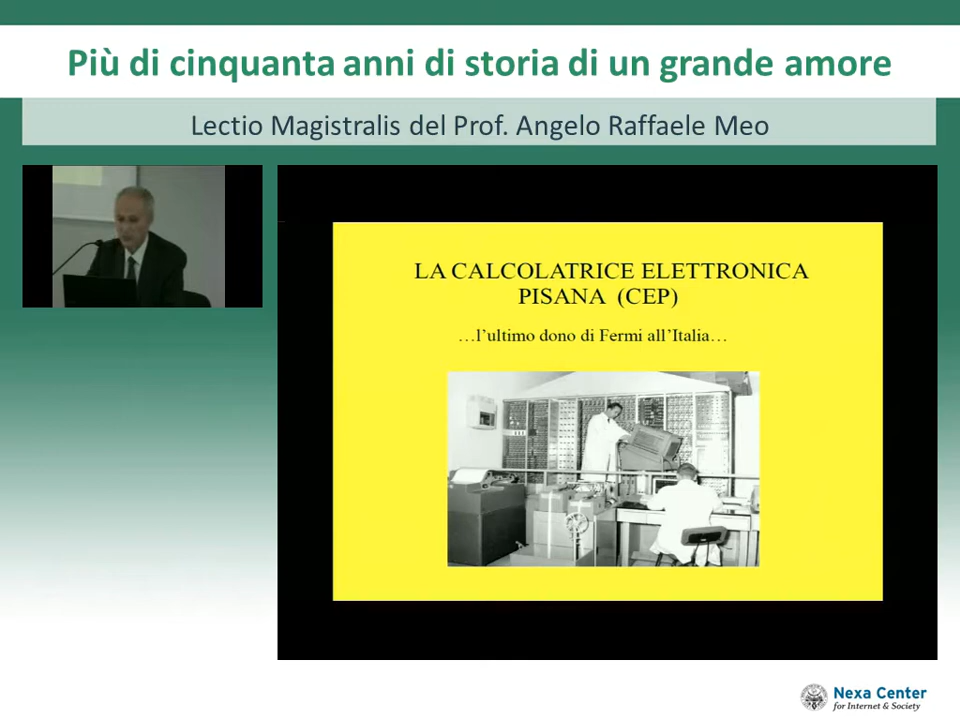 Più di cinquanta anni di storia di un grande amore
Lectio Magistralis del Prof. Angelo Raffaele Meo
LA CALCOLATRICE ELETTRONICA
PISANA (CEP)
…l'ultimo dono di Fermi all'Italia…
Nexa Center
for Internet & Society